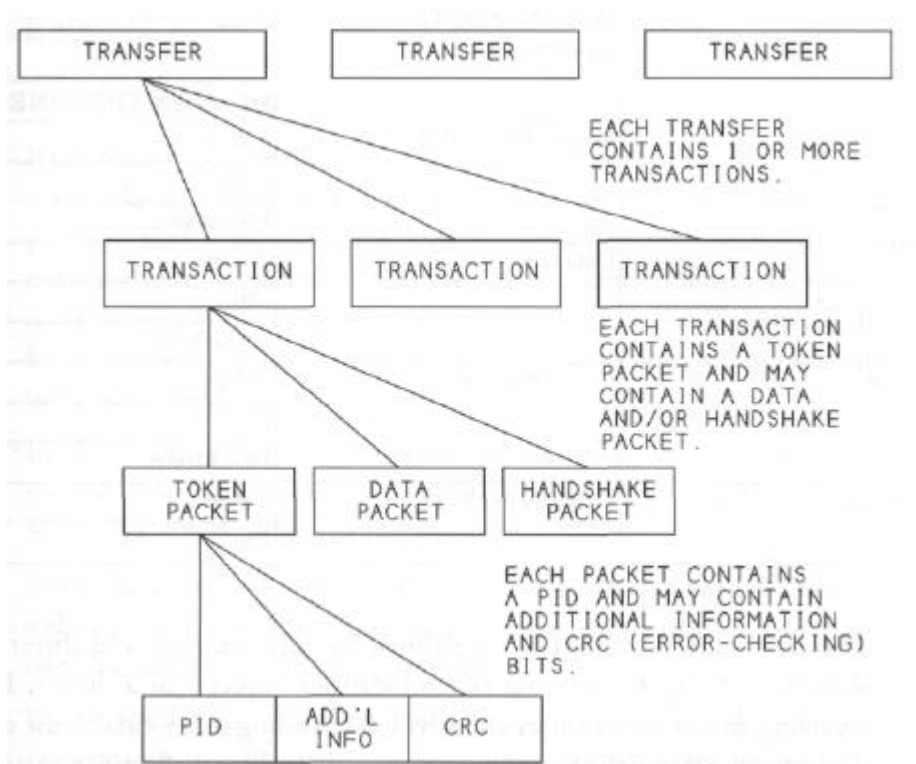 TRANSFER TRANSFER TRANSFER
EACH TRANSFER
CONTAINS 1 OR MORE
TRANSACTIONS.
TRANSACTION TRANSACTION TRANSACTION
EACH TRANSACTION
CONTAINS A TOKEN
PACKET AND MAY
CONTAIN A DATA
AND/OR HANDSHAKE
PACKET.
TOKEN
PACKET
DATA
PACKET
HANDSHAKE
PACKET
EACH PACKET CONTAINS
A PID AND MAY CONTAIN
ADDITIONAL INFORMATION
AND CRC (ERROR-CHECKING)
BITS.
PID
ADD'L
INFO
CRC